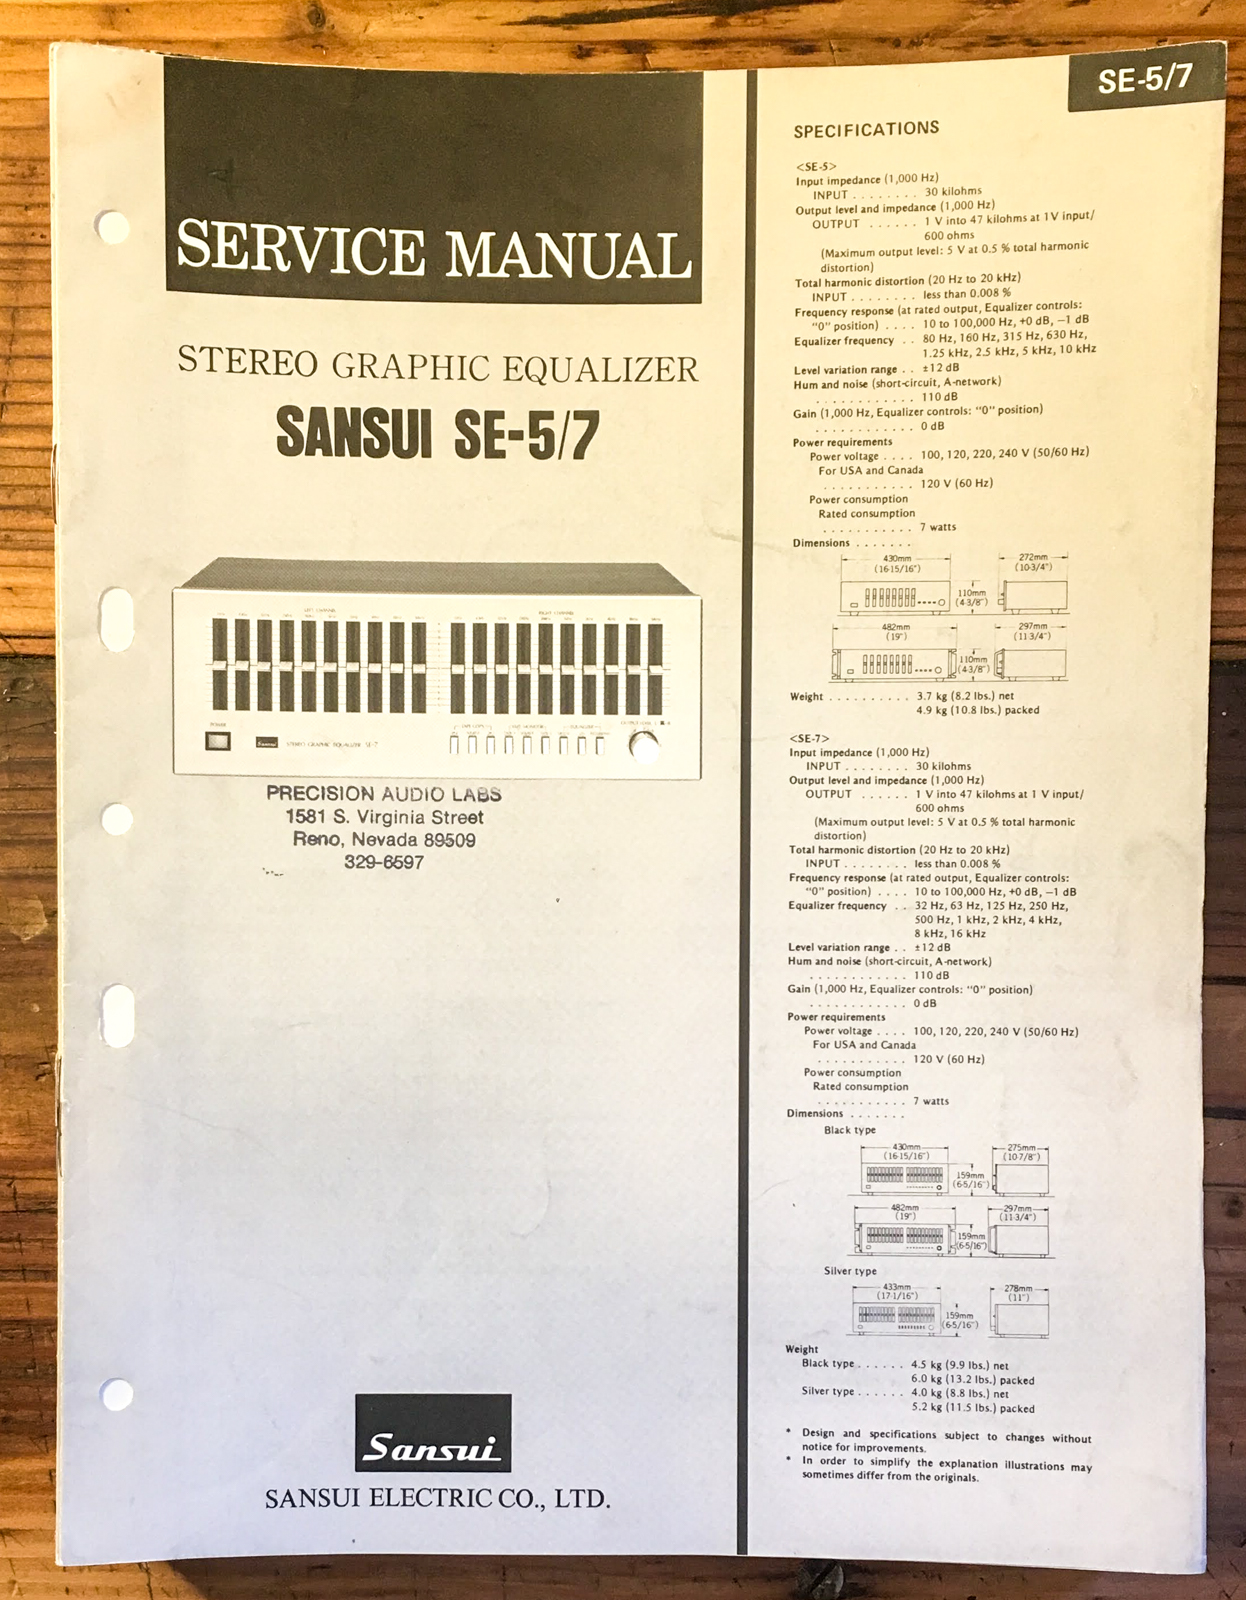 SERVICE MANUAL
STEREO GRAPHIC EQUALIZER
SANSUI SE-5/7
LEFT CHANNEL
RIGHT CHANNEL
POWER
Sansui
STEREO GRAPHIC EQUALIZER SE-7
PRECISION AUDIO LABS
1581 S. Virginia Street
Reno, Nevada 89509
329-6597
Sansui
SANSUI ELECTRIC CO., LTD.
SE-5/7
SPECIFICATIONS
<SE-5>
Input impedance (1,000 Hz)
INPUT . . . . . . . . 30 kilohms
Output level and impedance (1,000 Hz)
OUTPUT . . . . . . 1 V into 47 kilohms at 1V input/
600 ohms
(Maximum output level: 5 V at 0.5 % total harmonic
distortion)
Total harmonic distortion (20 Hz to 20 kHz)
INPUT . . . . . . . . less than 0.008 %
Frequency response (at rated output, Equalizer controls:
"0" position) . . . . 10 to 100,000 Hz, +0 dB, −1 dB
Equalizer frequency . . 80 Hz, 160 Hz, 315 Hz, 630 Hz,
1.25 kHz, 2.5 kHz, 5 kHz, 10 kHz
Level variation range . . ±12 dB
Hum and noise (short-circuit, A-network)
. . . . . . . . . . . . 110 dB
Gain (1,000 Hz, Equalizer controls: "0" position)
. . . . . . . . . . . . 0 dB
Power requirements
Power voltage . . . . 100, 120, 220, 240 V (50/60 Hz)
For USA and Canada
. . . . . . . . . . . 120 V (60 Hz)
Power consumption
Rated consumption
. . . . . . . . . . . 7 watts
Dimensions . . . . . . .
430mm
(16-15/16")
272mm
(10-3/4")
110mm
(4-3/8")
482mm
(19")
297mm
(11-3/4")
110mm
(4-3/8")
Weight . . . . . . . . . . 3.7 kg (8.2 lbs.) net
4.9 kg (10.8 lbs.) packed
<SE-7>
Input impedance (1,000 Hz)
INPUT . . . . . . . . 30 kilohms
Output level and impedance (1,000 Hz)
OUTPUT . . . . . . 1 V into 47 kilohms at 1 V input/
600 ohms
(Maximum output level: 5 V at 0.5 % total harmonic
distortion)
Total harmonic distortion (20 Hz to 20 kHz)
INPUT . . . . . . . . less than 0.008 %
Frequency response (at rated output, Equalizer controls:
"0" position) . . . . 10 to 100,000 Hz, +0 dB, −1 dB
Equalizer frequency . . 32 Hz, 63 Hz, 125 Hz, 250 Hz,
500 Hz, 1 kHz, 2 kHz, 4 kHz,
8 kHz, 16 kHz
Level variation range . . ±12 dB
Hum and noise (short-circuit, A-network)
. . . . . . . . . . . . 110 dB
Gain (1,000 Hz, Equalizer controls: "0" position)
. . . . . . . . . . . . 0 dB
Power requirements
Power voltage . . . . 100, 120, 220, 240 V (50/60 Hz)
For USA and Canada
. . . . . . . . . . . 120 V (60 Hz)
Power consumption
Rated consumption
. . . . . . . . . . . 7 watts
Dimensions . . . . . . .
Black type
430mm
(16-15/16")
275mm
(10-7/8")
159mm
(6-5/16")
482mm
(19")
297mm
(11-3/4")
159mm
(6-5/16")
Silver type
433mm
(17-1/16")
278mm
(11")
159mm
(6-5/16")
Weight
Black type . . . . . . 4.5 kg (9.9 lbs.) net
6.0 kg (13.2 lbs.) packed
Silver type . . . . . . 4.0 kg (8.8 lbs.) net
5.2 kg (11.5 lbs.) packed
* Design and specifications subject to changes without
notice for improvements.
* In order to simplify the explanation illustrations may
sometimes differ from the originals.